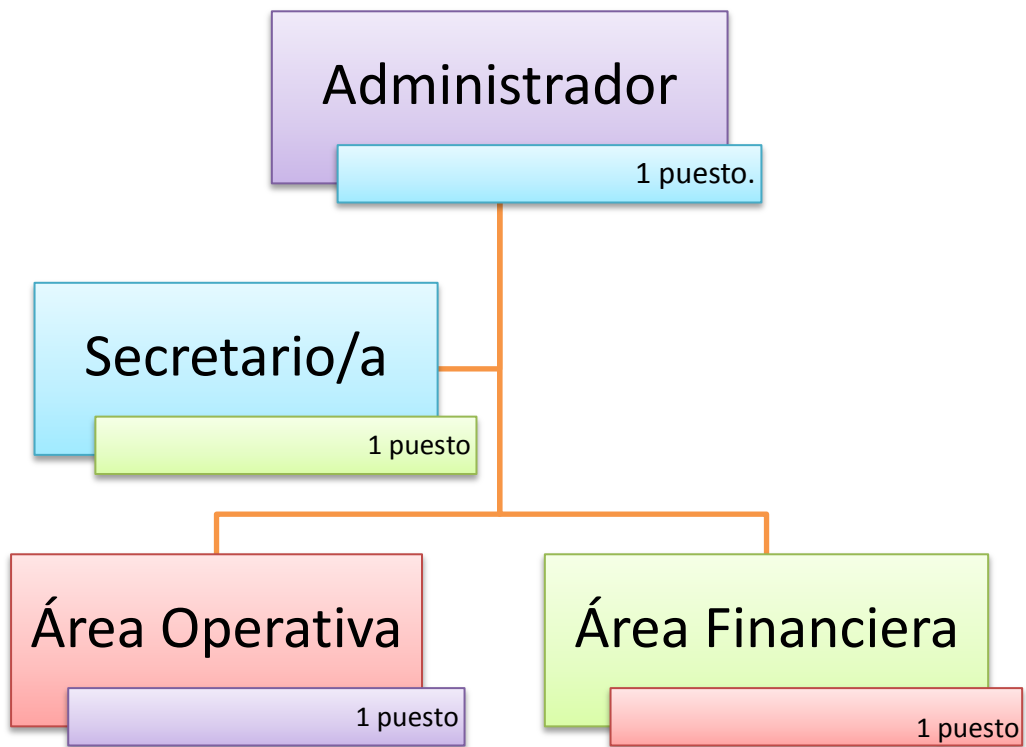 Administrador
1 puesto.
Secretario/a
1 puesto
Área Operativa
1 puesto
Área Financiera
1 puesto